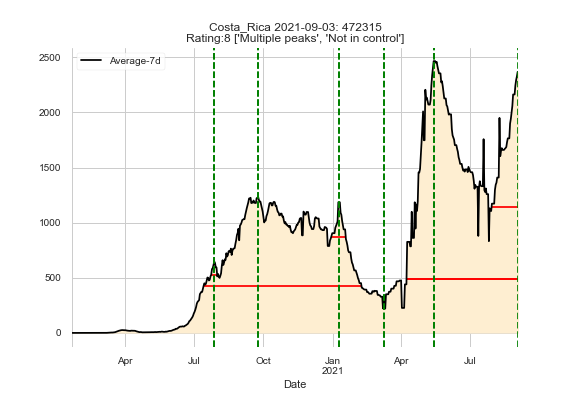 Costa_Rica 2021-09-03: 472315
Rating:8 ['Multiple peaks', 'Not in control']
Average-7d
2500
2000
1500
1000
500
0
Apr
Jul
Oct
Jan
2021
Apr
Jul
Date